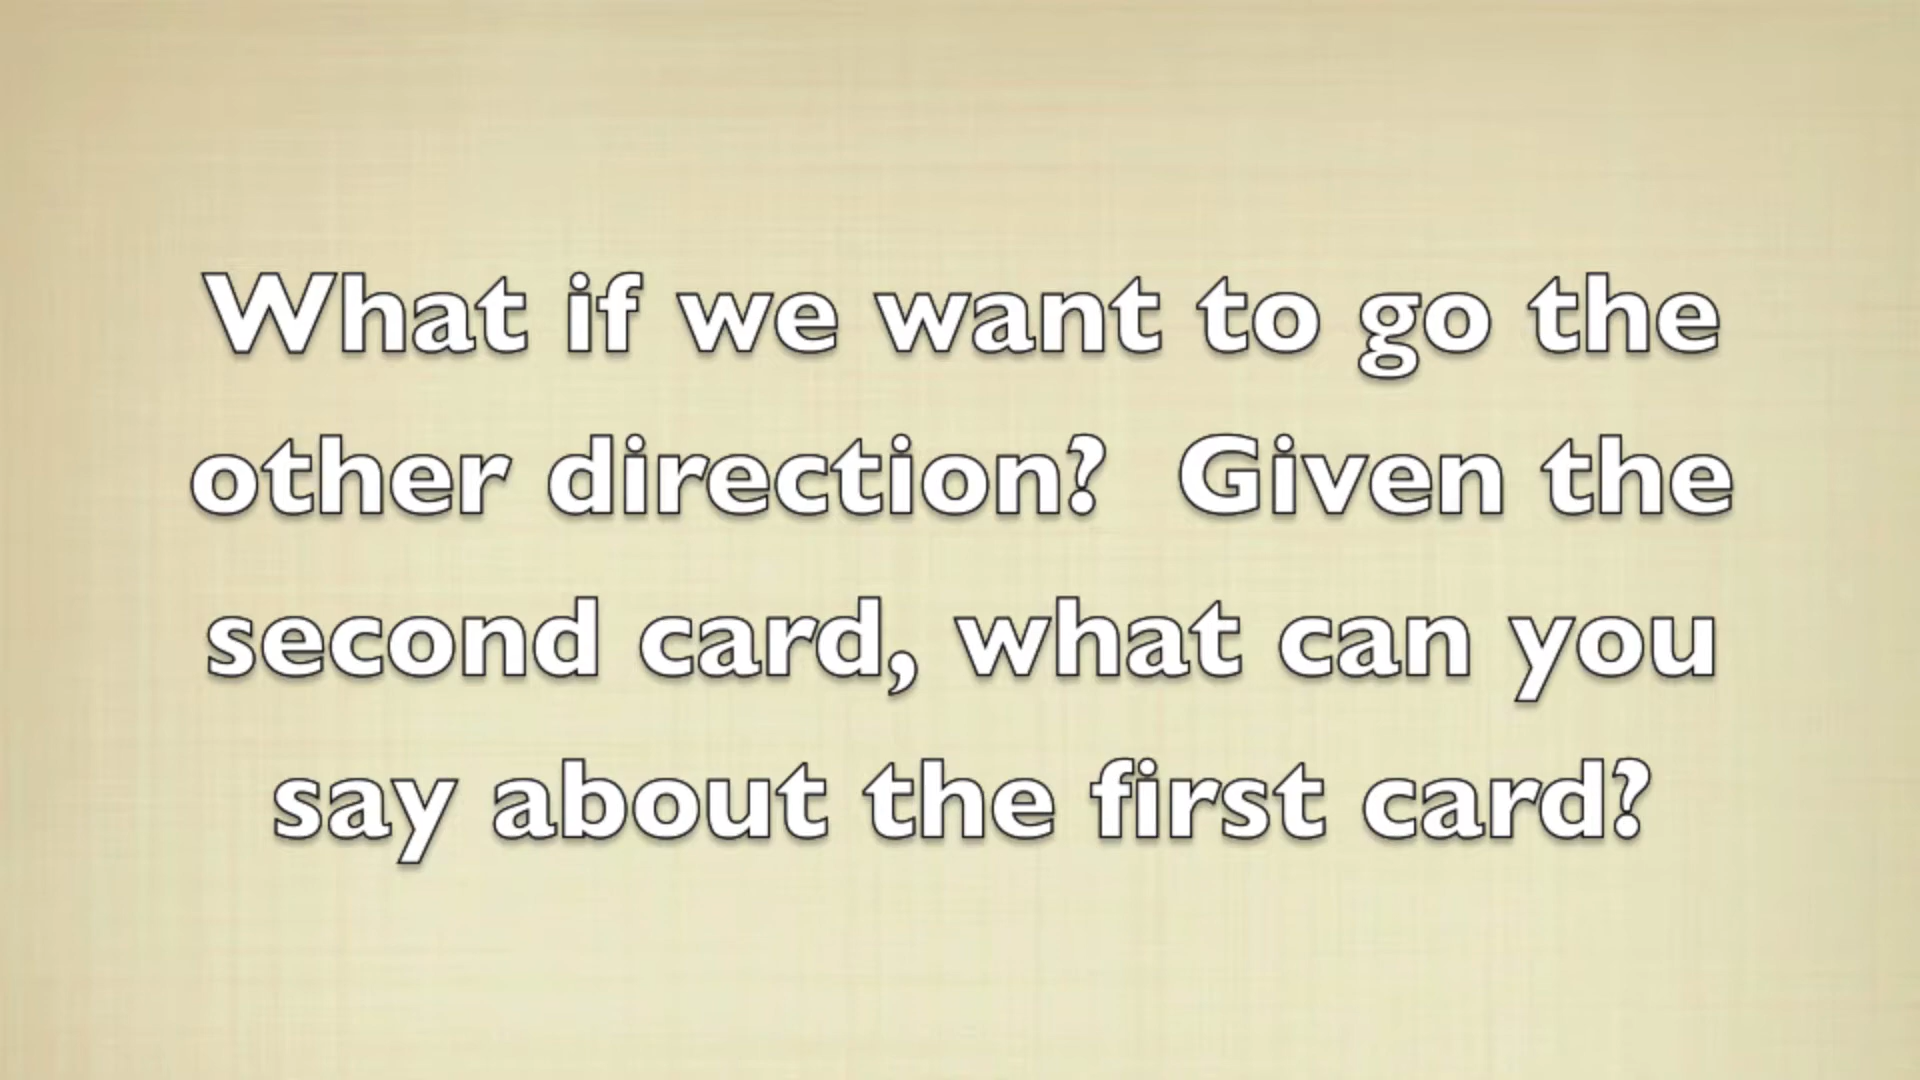 What if we want to go the
other direction? Given the
second card, what can you
say about the first card?